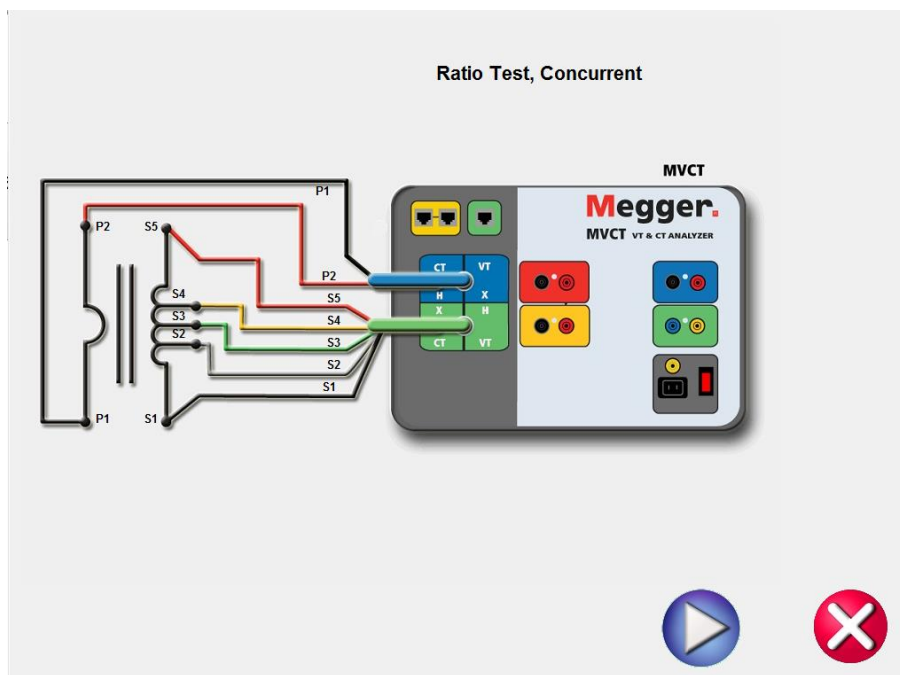 Ratio Test, Concurrent
MVCT
P1
Megger.
MVCT VT & CT ANALYZER
P2
S5
CT
VT
P2
H
X
S4
S5
X
H
S3
S4
S2
S3
CT
VT
S2
S1
P1
S1